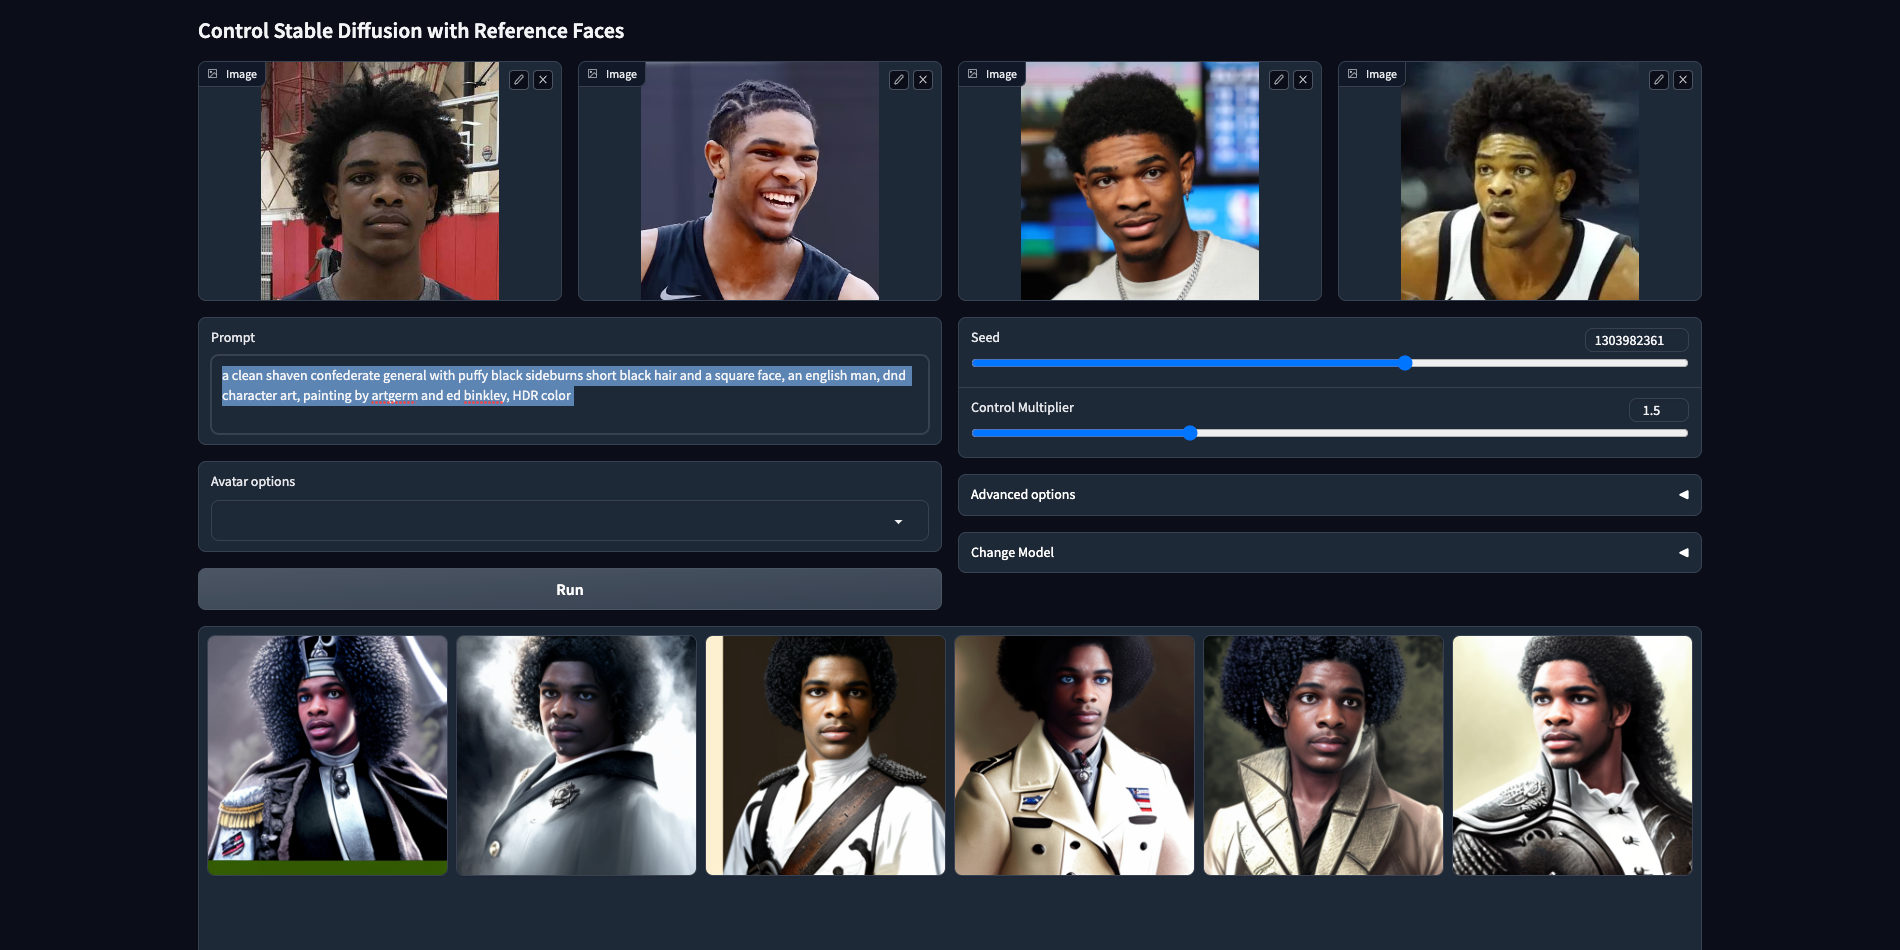 Control Stable Diffusion with Reference Faces
Image
Image
Image
Image
Prompt
a clean shaven confederate general with puffy black sideburns short black hair and a square face, an english man, dnd
character art, painting by artgerm and ed binkley, HDR color
Seed
1303982361
Control Multiplier
1.5
Avatar options
Advanced options
Change Model
Run